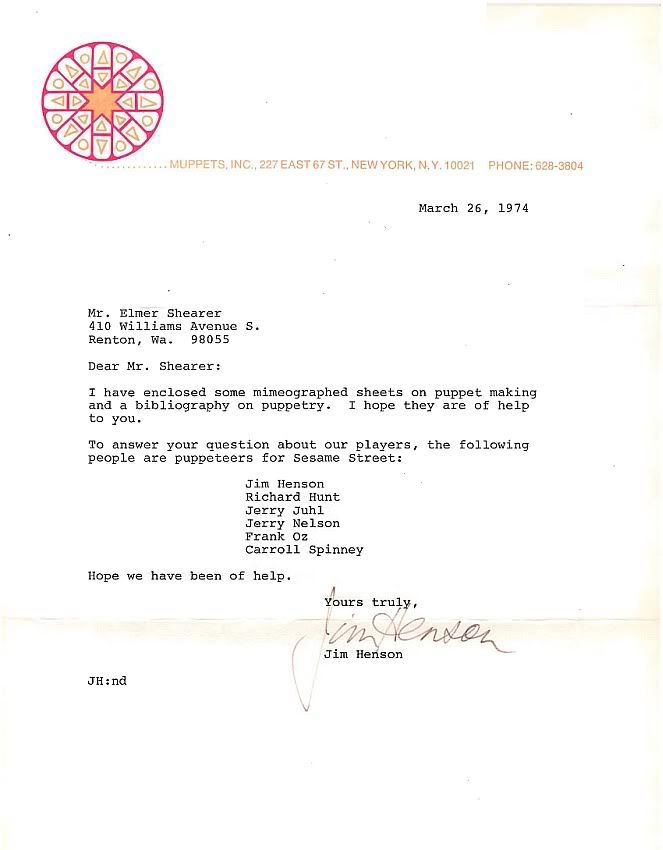 MUPPETS, INC., 227 EAST 67 ST., NEW YORK, N.Y. 10021 PHONE: 628-3804
March 26, 1974
Mr. Elmer Shearer
410 Williams Avenue S.
Renton, Wa. 98055
Dear Mr. Shearer:
I have enclosed some mimeographed sheets on puppet making
and a bibliography on puppetry. I hope they are of help
to you.
To answer your question about our players, the following
people are puppeteers for Sesame Street:
Jim Henson
Richard Hunt
Jerry Juhl
Jerry Nelson
Frank Oz
Carroll Spinney
Hope we have been of help.
Yours truly,
Jim Henson
Jim Henson
JH:nd